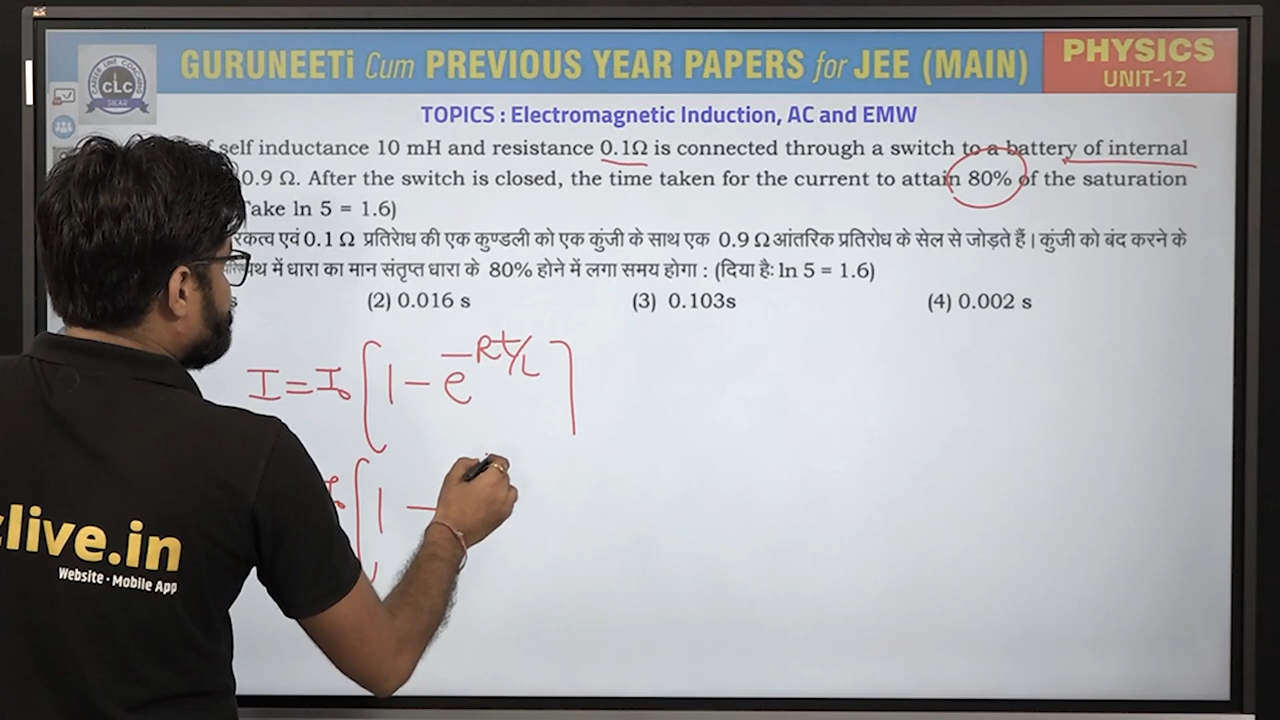 GURUNEETi Cum PREVIOUS YEAR PAPERS for JEE (MAIN)
PHYSICS
UNIT-12
CLC
SIKAR
TOPICS : Electromagnetic Induction, AC and EMW
self inductance 10 mH and resistance 0.1Ω is connected through a switch to a battery of internal
0.9 Ω. After the switch is closed, the time taken for the current to attain 80% of the saturation
Take ln 5 = 1.6)
एवं 0.1 Ω प्रतिरोध की एक कुण्डली को एक कुंजी के साथ एक 0.9 Ω आंतरिक प्रतिरोध के सेल से जोड़ते हैं। कुंजी को बंद करने के
में धारा का मान संतृप्त धारा के 80% होने में लगा समय होगा : (दिया है: ln 5 = 1.6)
s (2) 0.016 s (3) 0.103s (4) 0.002 s
I = I₀ [1 - e^-Rt/L]
I₀ [1 -
live.in
Website · Mobile App